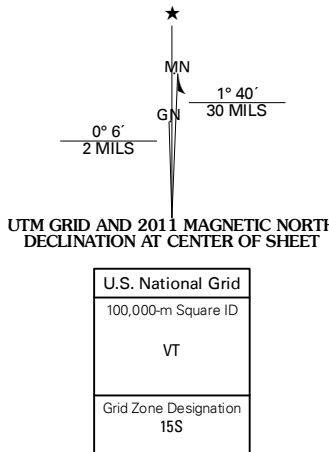 ★
MN
1° 40´
GN
30 MILS
0° 6´
2 MILS
UTM GRID AND 2011 MAGNETIC NORTH
DECLINATION AT CENTER OF SHEET
U.S. National Grid
100,000-m Square ID
VT
Grid Zone Designation
15S